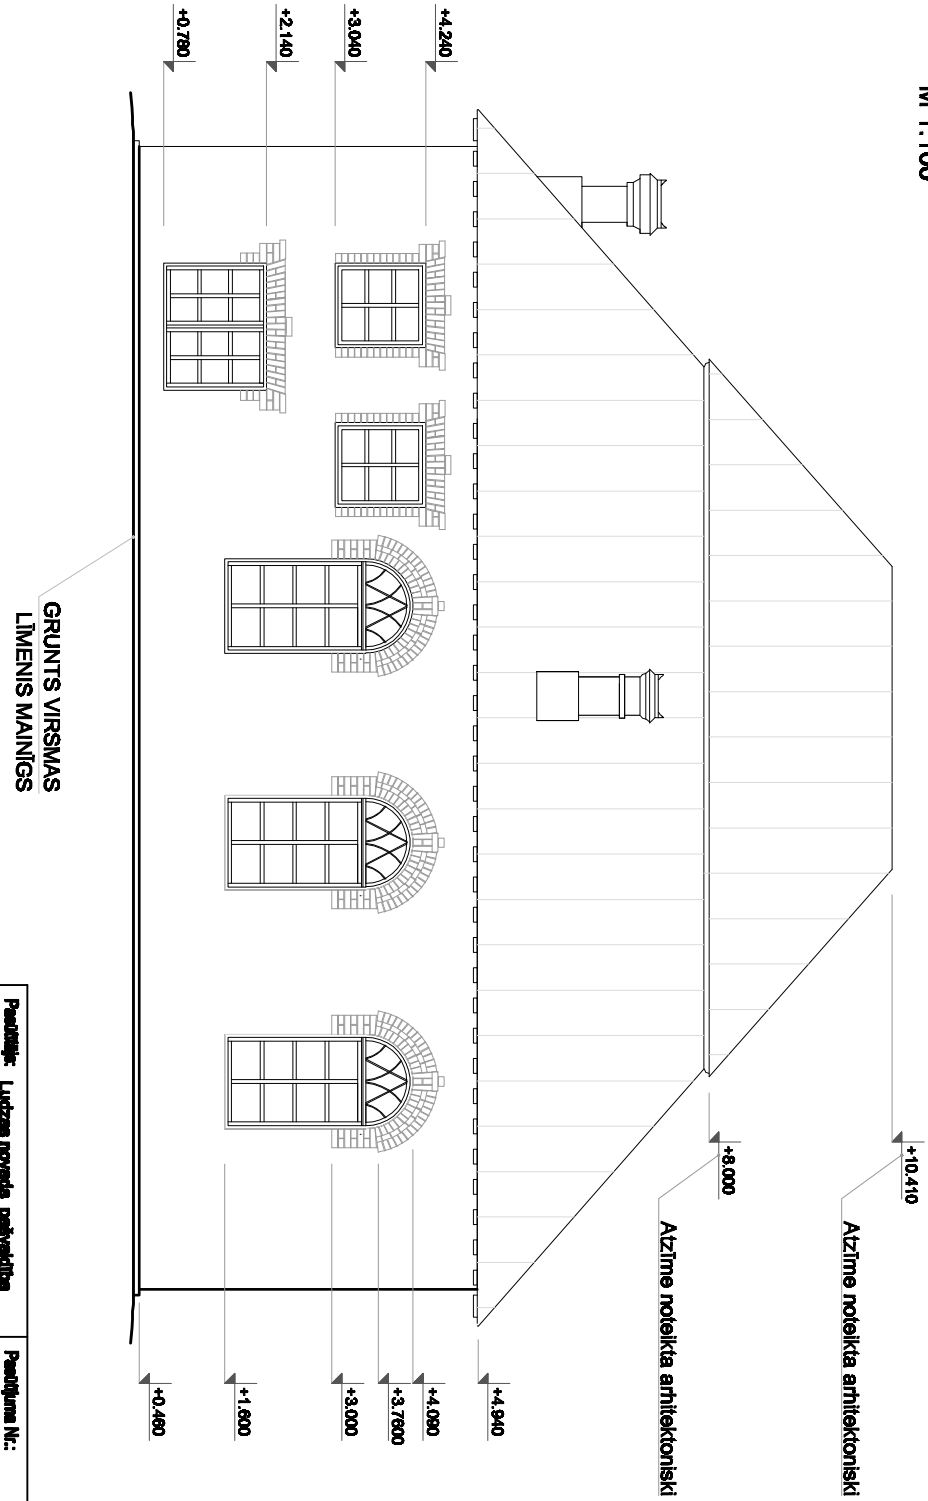 M 1:100
+10.410
Atzīme noteikta arhitektoniski
+8.000
Atzīme noteikta arhitektoniski
+4.240
+3.040
+2.140
+0.780
+4.940
+4.090
+3.7600
+3.000
+1.600
+0.460
GRUNTS VIRSMAS
LĪMENIS MAINĪGS
Pasūtītājs: Ludzas novada pašvaldība
Pasūtījuma Nr.: